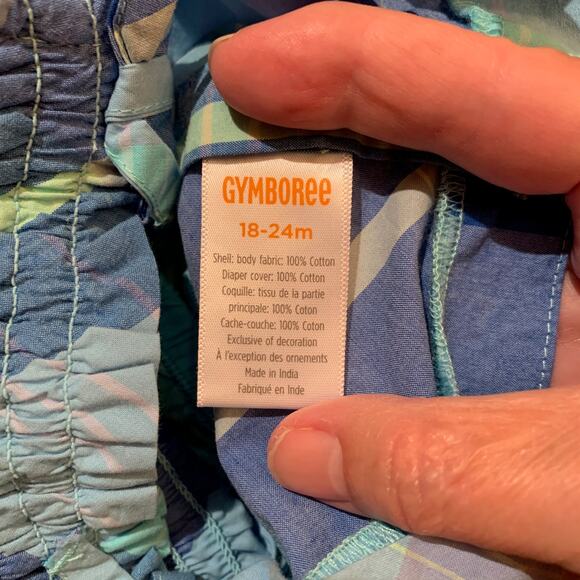 GYMBOREE
18-24m
Shell: body fabric: 100% Cotton
Diaper cover: 100% Cotton
Coquille: tissu de la partie
principale: 100% Coton
Cache-couche: 100% Coton
Exclusive of decoration
À l'exception des ornements
Made in India
Fabriqué en Inde